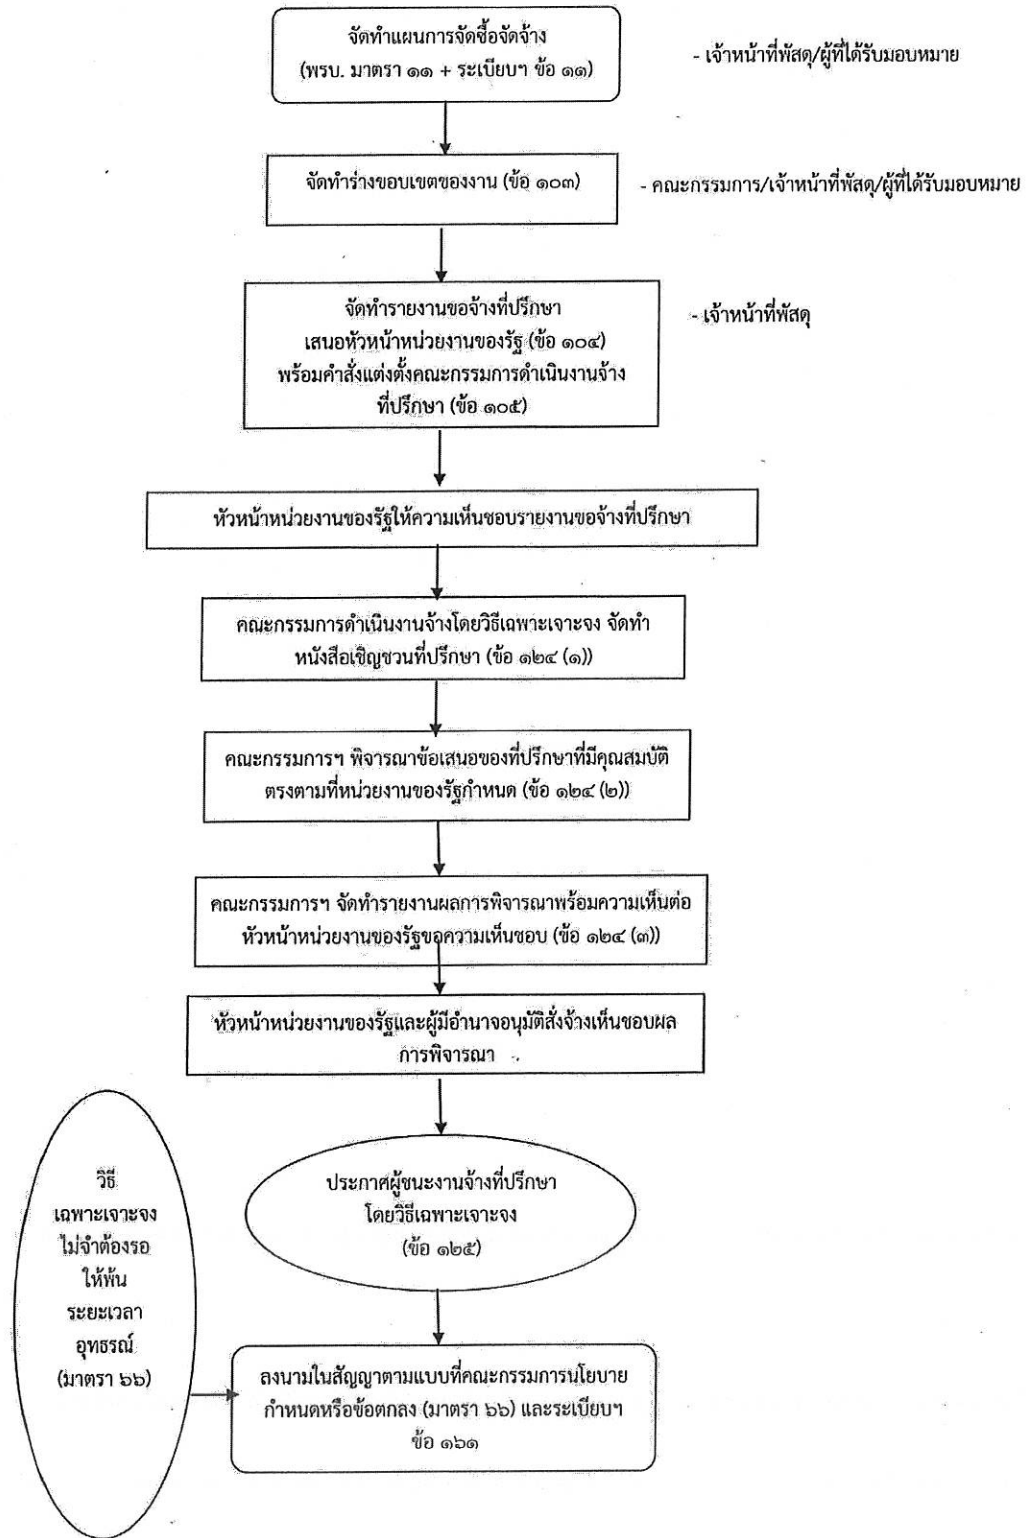 จัดทำแผนการจัดซื้อจัดจ้าง
(พรบ. มาตรา ๑๑ + ระเบียบฯ ข้อ ๑๑)
- เจ้าหน้าที่พัสดุ/ผู้ที่ได้รับมอบหมาย
จัดทำร่างขอบเขตของงาน (ข้อ ๑๐๓)
- คณะกรรมการ/เจ้าหน้าที่พัสดุ/ผู้ที่ได้รับมอบหมาย
จัดทำรายงานขอจ้างที่ปรึกษา
เสนอหัวหน้าหน่วยงานของรัฐ (ข้อ ๑๐๔)
พร้อมคำสั่งแต่งตั้งคณะกรรมการดำเนินงานจ้าง
ที่ปรึกษา (ข้อ ๑๐๕)
- เจ้าหน้าที่พัสดุ
หัวหน้าหน่วยงานของรัฐให้ความเห็นชอบรายงานขอจ้างที่ปรึกษา
คณะกรรมการดำเนินงานจ้างโดยวิธีเฉพาะเจาะจง จัดทำ
หนังสือเชิญชวนที่ปรึกษา (ข้อ ๑๒๔ (๑))
คณะกรรมการฯ พิจารณาข้อเสนอของที่ปรึกษาที่มีคุณสมบัติ
ตรงตามที่หน่วยงานของรัฐกำหนด (ข้อ ๑๒๔ (๒))
คณะกรรมการฯ จัดทำรายงานผลการพิจารณาพร้อมความเห็นต่อ
หัวหน้าหน่วยงานของรัฐขอความเห็นชอบ (ข้อ ๑๒๔ (๓))
หัวหน้าหน่วยงานของรัฐและผู้มีอำนาจอนุมัติสั่งจ้างเห็นชอบผล
การพิจารณา
ประกาศผู้ชนะงานจ้างที่ปรึกษา
โดยวิธีเฉพาะเจาะจง
(ข้อ ๑๒๕)
วิธี
เฉพาะเจาะจง
ไม่จำต้องรอ
ให้พ้น
ระยะเวลา
อุทธรณ์
(มาตรา ๖๖)
ลงนามในสัญญาตามแบบที่คณะกรรมการนโยบาย
กำหนดหรือข้อตกลง (มาตรา ๖๖) และระเบียบฯ
ข้อ ๑๖๑